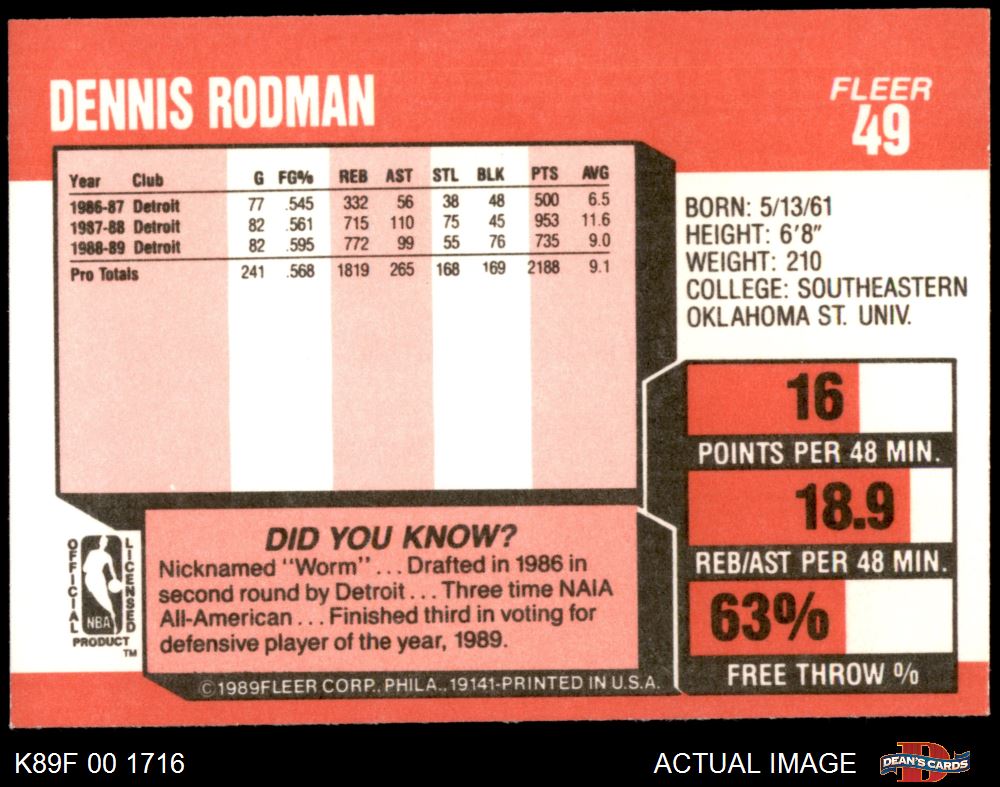 DENNIS RODMAN
FLEER
49
Year Club G FG% REB AST STL BLK PTS AVG
1986-87 Detroit 77 .545 332 56 38 48 500 6.5
1987-88 Detroit 82 .561 715 110 75 45 953 11.6
1988-89 Detroit 82 .595 772 99 55 76 735 9.0
Pro Totals 241 .568 1819 265 168 169 2188 9.1
BORN: 5/13/61
HEIGHT: 6'8"
WEIGHT: 210
COLLEGE: SOUTHEASTERN
OKLAHOMA ST. UNIV.
16
POINTS PER 48 MIN.
18.9
REB/AST PER 48 MIN.
63%
FREE THROW %
DID YOU KNOW?
Nicknamed "Worm" ... Drafted in 1986 in
second round by Detroit ... Three time NAIA
All-American ... Finished third in voting for
defensive player of the year, 1989.
OFFICIAL
LICENSED
NBA
PRODUCT
TM
©1989FLEER CORP., PHILA., 19141-PRINTED IN U.S.A.
K89F 00 1716
ACTUAL IMAGE
D
DEAN'S CARDS